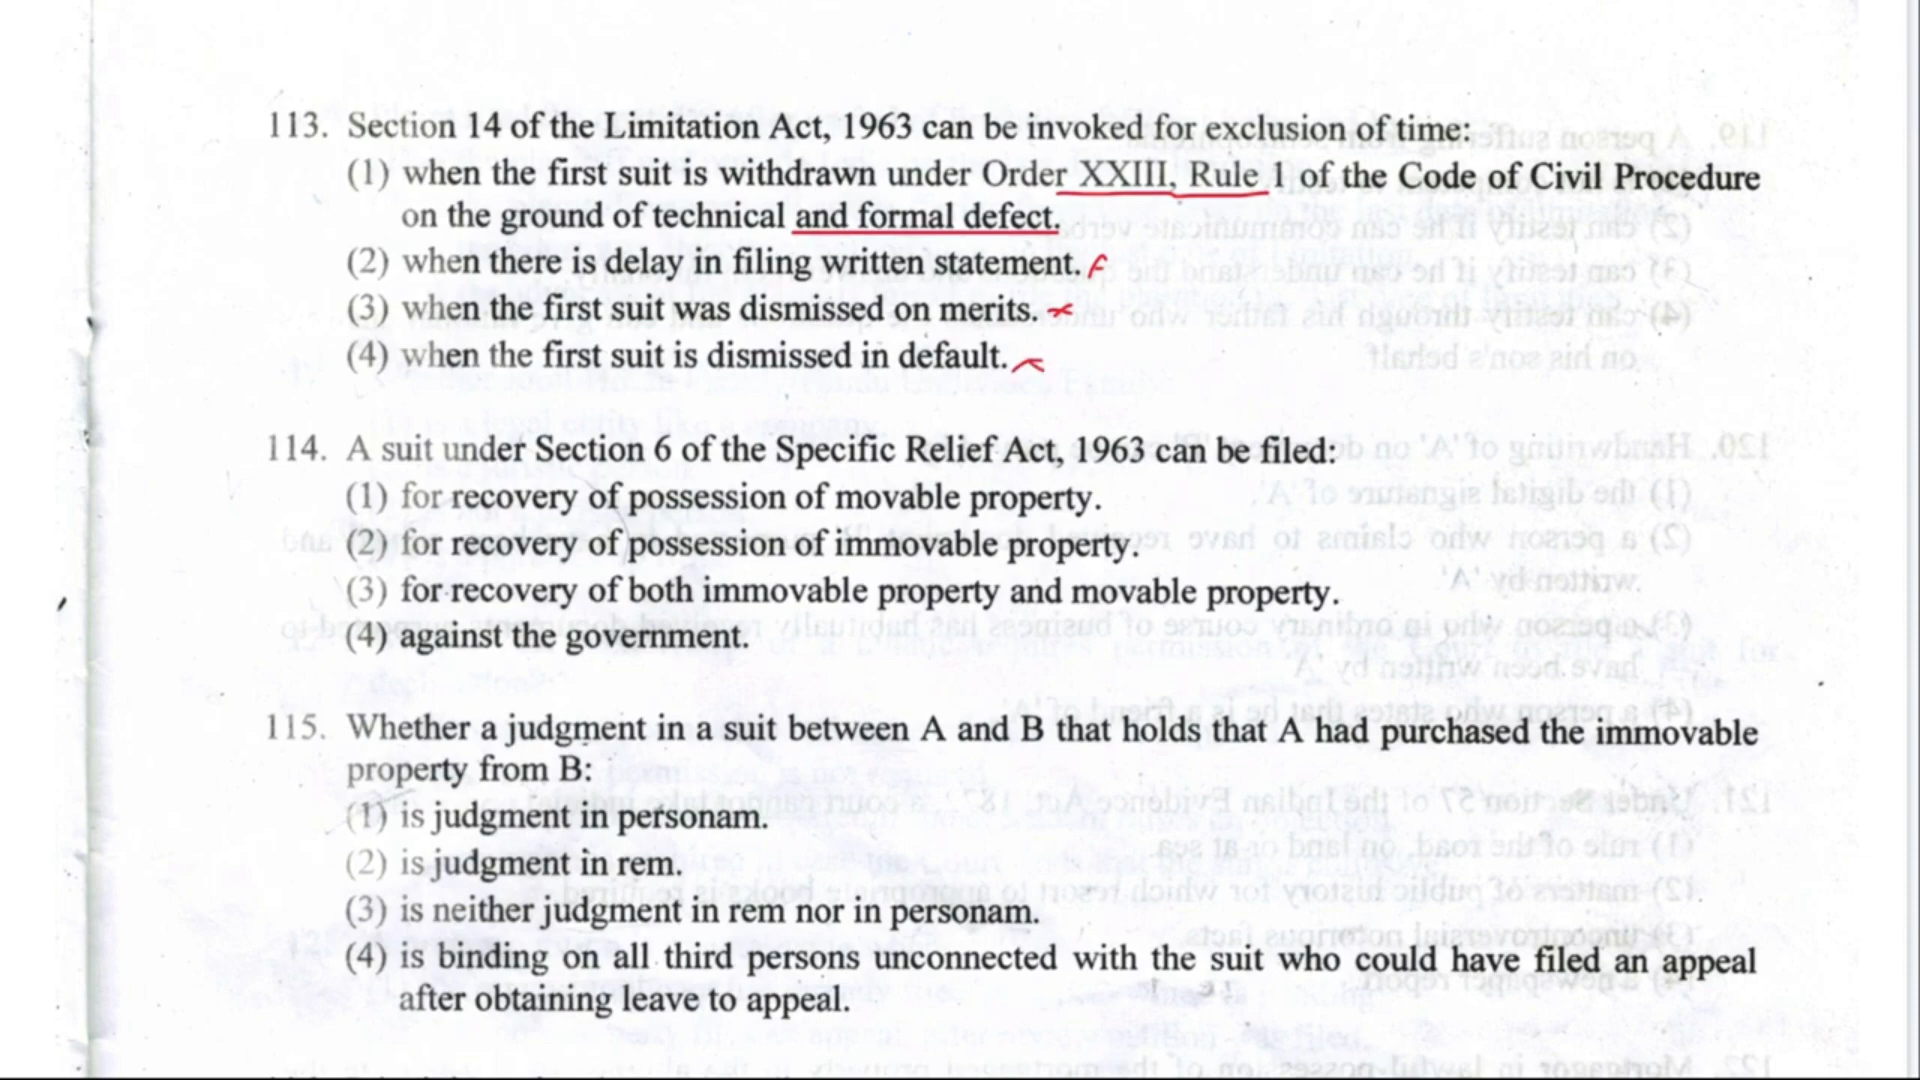 113. Section 14 of the Limitation Act, 1963 can be invoked for exclusion of time:
(1) when the first suit is withdrawn under Order XXIII, Rule 1 of the Code of Civil Procedure
on the ground of technical and formal defect.
(2) when there is delay in filing written statement.
(3) when the first suit was dismissed on merits.
(4) when the first suit is dismissed in default.
114. A suit under Section 6 of the Specific Relief Act, 1963 can be filed:
(1) for recovery of possession of movable property.
(2) for recovery of possession of immovable property.
(3) for recovery of both immovable property and movable property.
(4) against the government.
115. Whether a judgment in a suit between A and B that holds that A had purchased the immovable
property from B:
(1) is judgment in personam.
(2) is judgment in rem.
(3) is neither judgment in rem nor in personam.
(4) is binding on all third persons unconnected with the suit who could have filed an appeal
after obtaining leave to appeal.